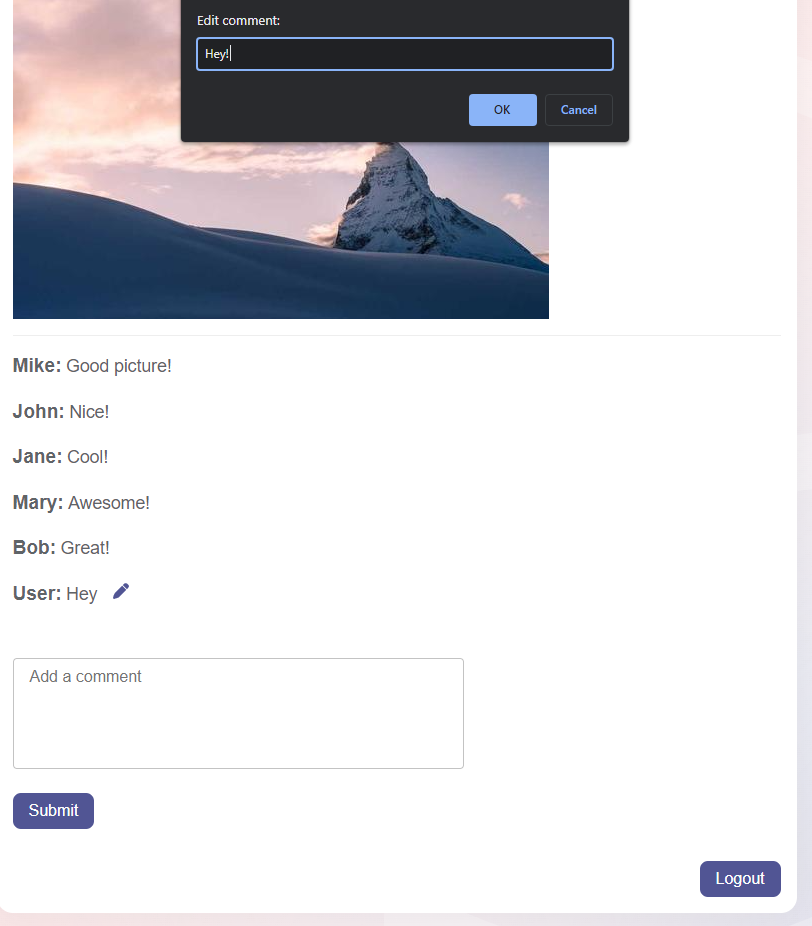 Edit comment:
Hey!
OK
Cancel
Mike: Good picture!
John: Nice!
Jane: Cool!
Mary: Awesome!
Bob: Great!
User: Hey
Add a comment
Submit
Logout